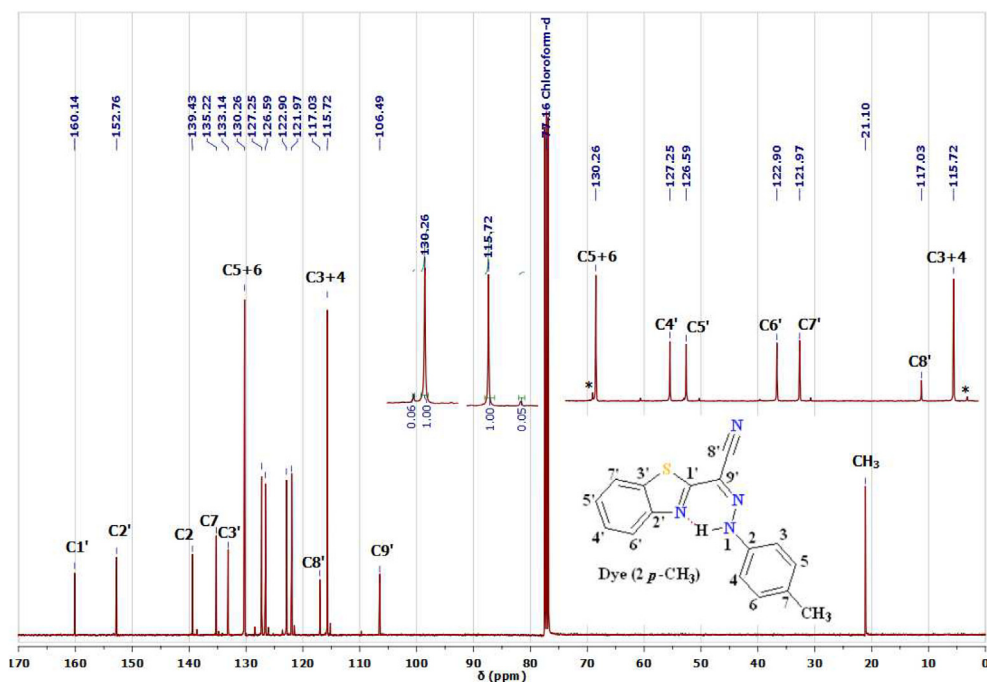 160.14
152.76
139.43
135.22
133.14
130.26
127.25
126.59
122.90
121.97
117.03
115.72
106.49
77.16 Chloroform-d
21.10
130.26
127.25
126.59
122.90
121.97
117.03
115.72
130.26
115.72
C5+6
C3+4
C5+6
C3+4
C4'
C5'
C6'
C7'
C8'
*
*
0.06
1.00
1.00
0.05
C1'
C2'
C2
C7
C3'
C8'
C9'
CH3
N
8'
S
7'
3'
1'
9'
5'
N
2'
N
H
N
4'
6'
1
2
3
Dye (2 p-CH3)
4
5
6
7
CH3
170 160 150 140 130 120 110 100 90 80 70 60 50 40 30 20 10 0
δ (ppm)